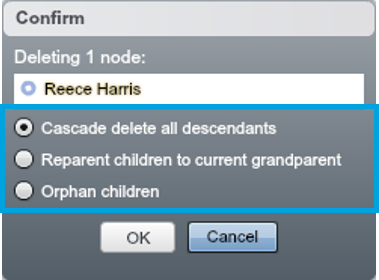 Confirm
Deleting 1 node:
Reece Harris
Cascade delete all descendants
Reparent children to current grandparent
Orphan children
OK
Cancel